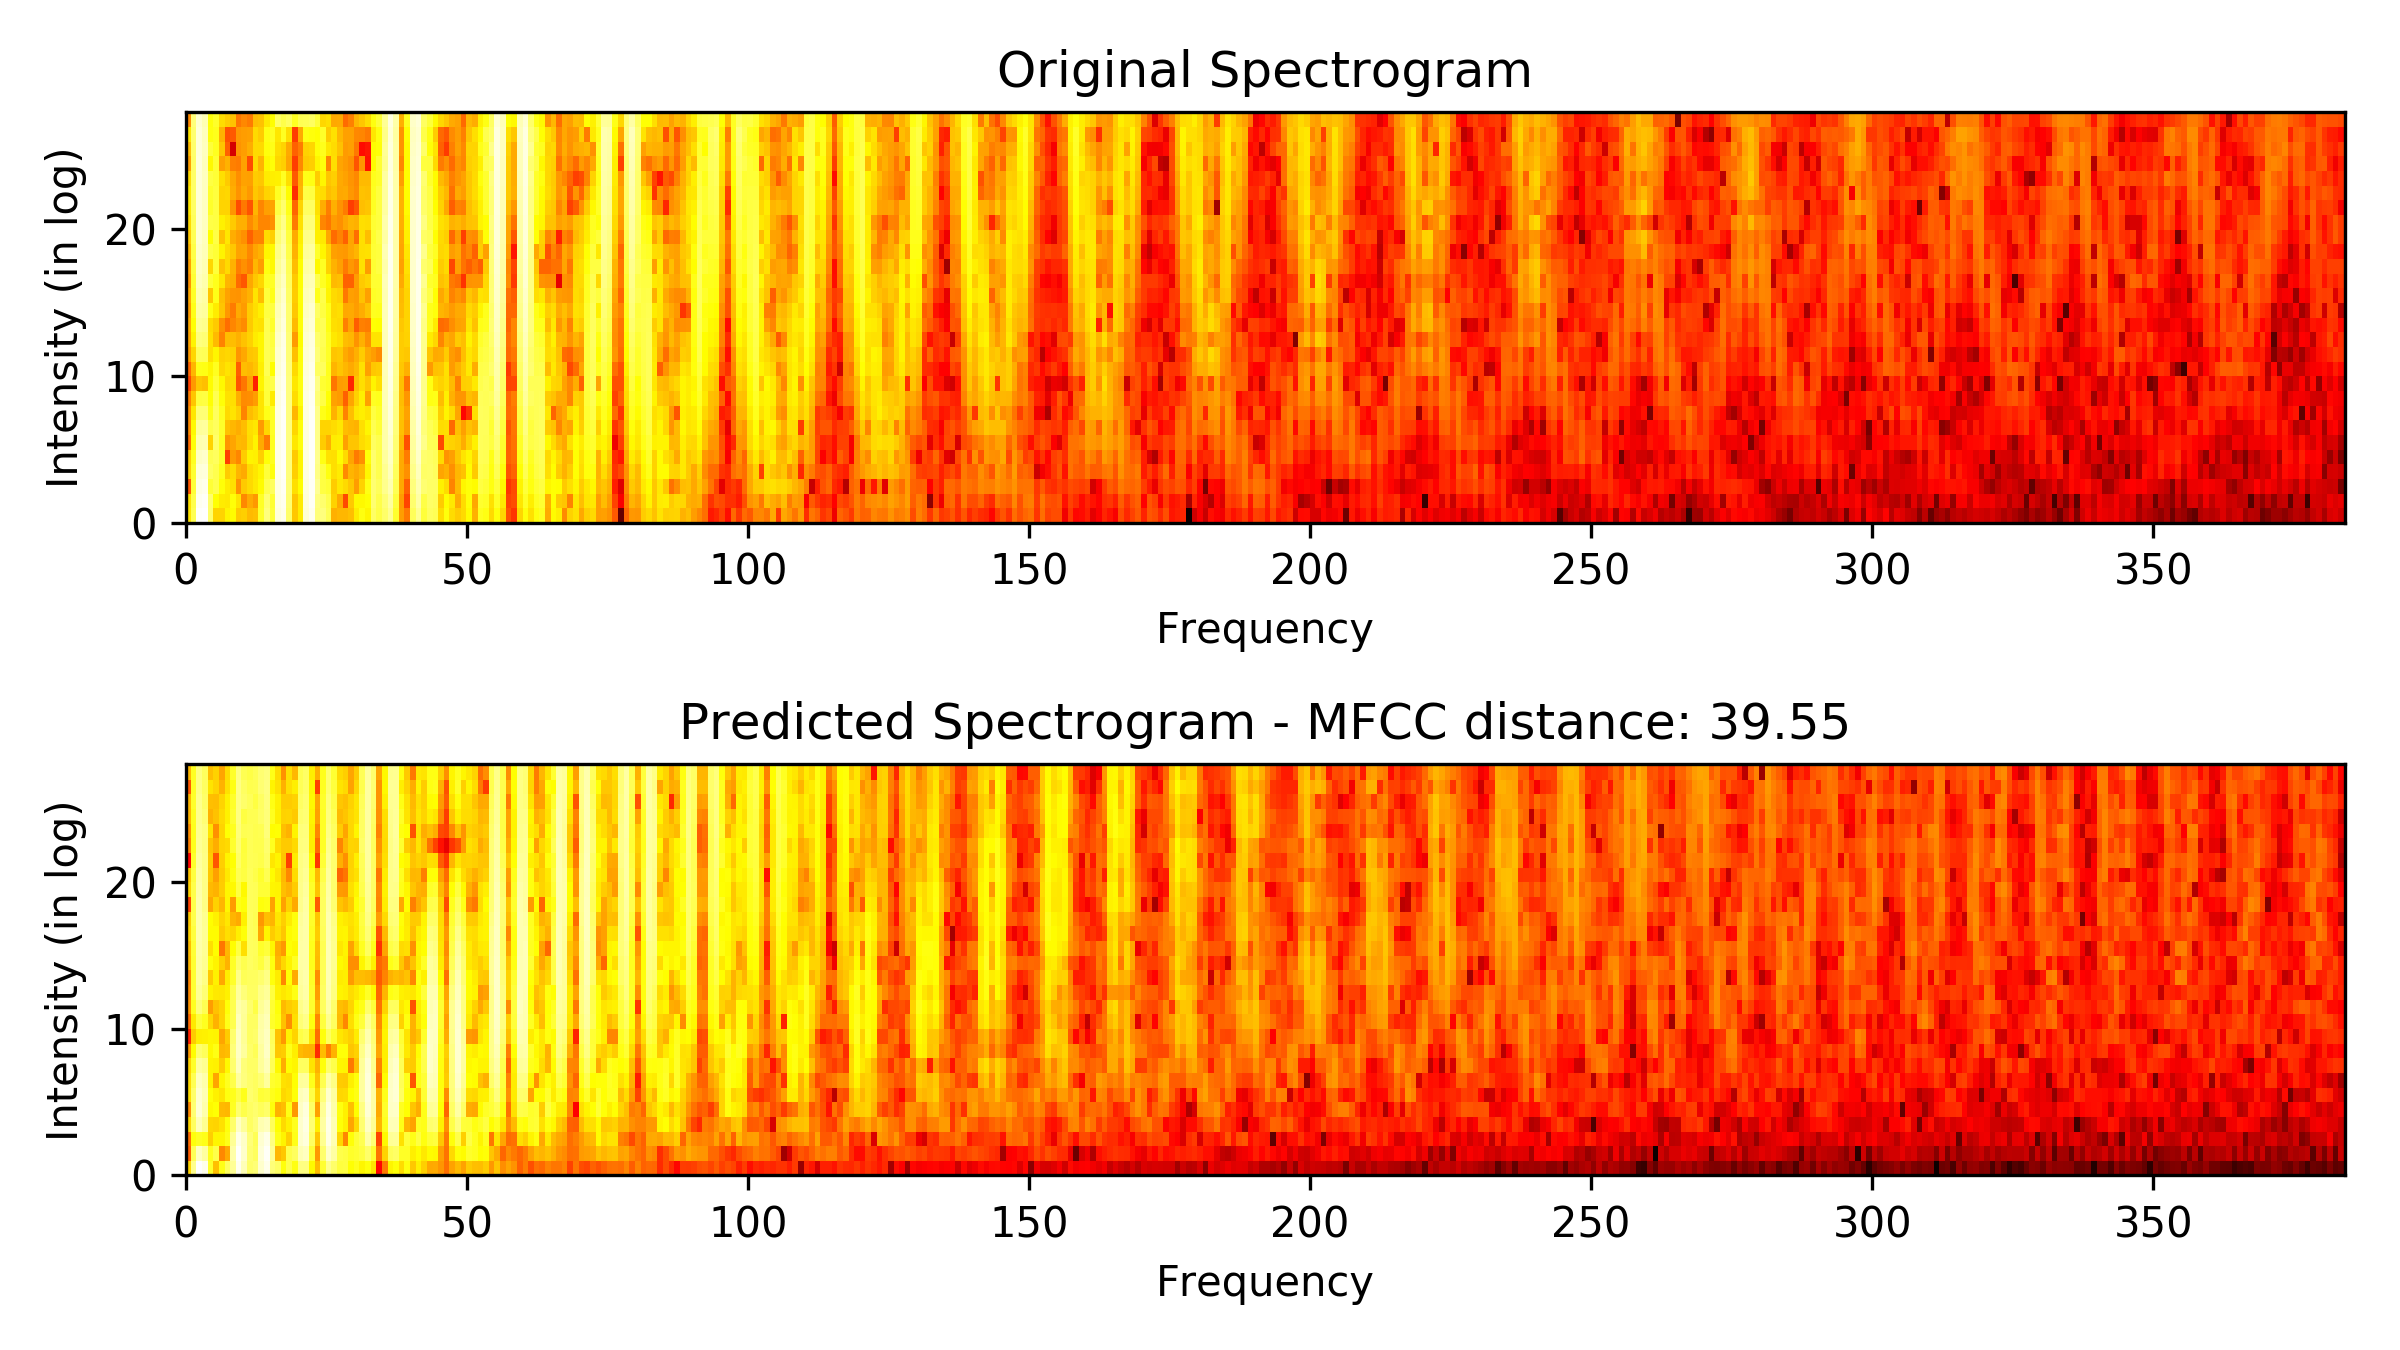 Original Spectrogram
Intensity (in log)
20
10
0
0 50 100 150 200 250 300 350
Frequency
Predicted Spectrogram - MFCC distance: 39.55
Intensity (in log)
20
10
0
0 50 100 150 200 250 300 350
Frequency